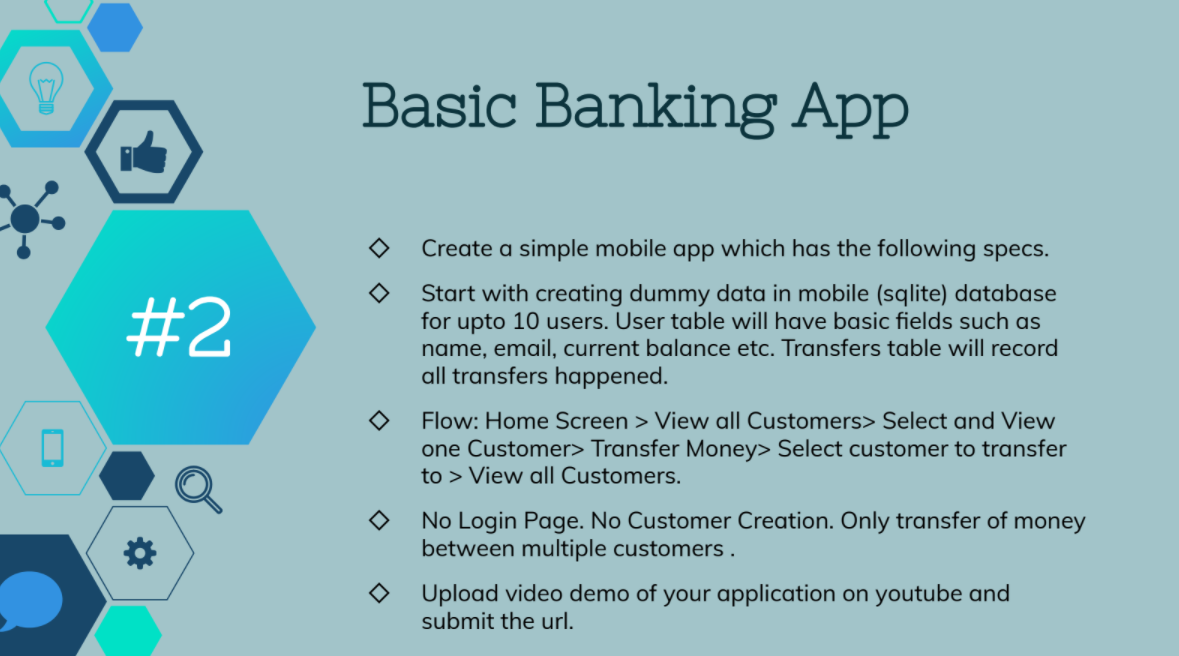 Basic Banking App
#2
Create a simple mobile app which has the following specs.
Start with creating dummy data in mobile (sqlite) database
for upto 10 users. User table will have basic fields such as
name, email, current balance etc. Transfers table will record
all transfers happened.
Flow: Home Screen > View all Customers> Select and View
one Customer> Transfer Money> Select customer to transfer
to > View all Customers.
No Login Page. No Customer Creation. Only transfer of money
between multiple customers .
Upload video demo of your application on youtube and
submit the url.